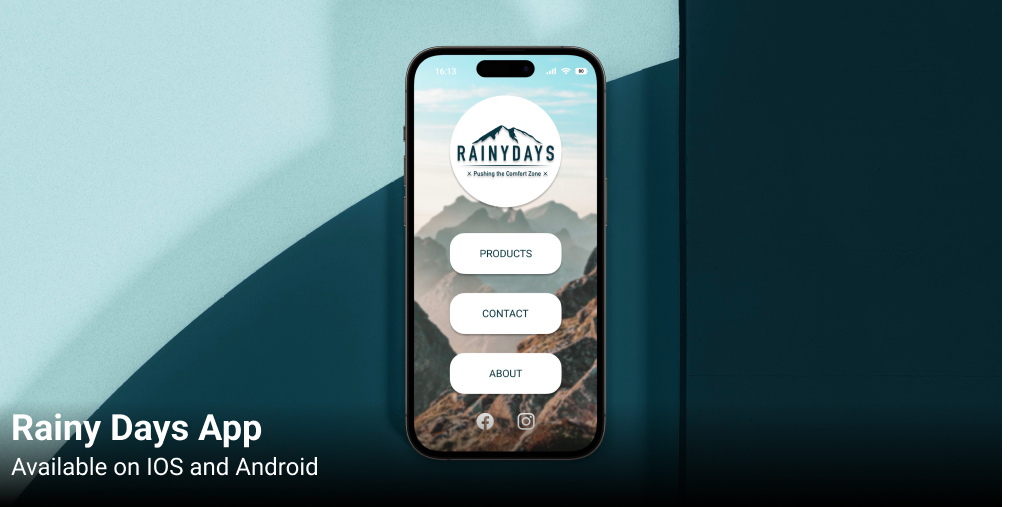 16:13
80
RAINYDAYS
× Pushing the Comfort Zone ×
PRODUCTS
CONTACT
ABOUT
Rainy Days App
Available on IOS and Android